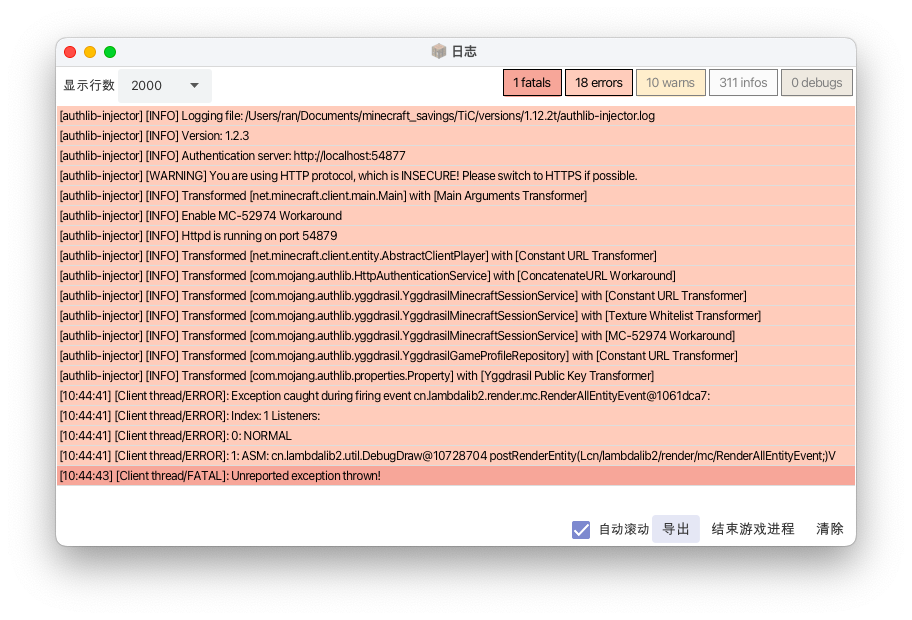 日志
显示行数 2000 1 fatals 18 errors 10 warns 311 infos 0 debugs
[authlib-injector] [INFO] Logging file: /Users/ran/Documents/minecraft_savings/TiC/versions/1.12.2t/authlib-injector.log
[authlib-injector] [INFO] Version: 1.2.3
[authlib-injector] [INFO] Authentication server: http://localhost:54877
[authlib-injector] [WARNING] You are using HTTP protocol, which is INSECURE! Please switch to HTTPS if possible.
[authlib-injector] [INFO] Transformed [net.minecraft.client.main.Main] with [Main Arguments Transformer]
[authlib-injector] [INFO] Enable MC-52974 Workaround
[authlib-injector] [INFO] Httpd is running on port 54879
[authlib-injector] [INFO] Transformed [net.minecraft.client.entity.AbstractClientPlayer] with [Constant URL Transformer]
[authlib-injector] [INFO] Transformed [com.mojang.authlib.HttpAuthenticationService] with [ConcatenateURL Workaround]
[authlib-injector] [INFO] Transformed [com.mojang.authlib.yggdrasil.YggdrasilMinecraftSessionService] with [Constant URL Transformer]
[authlib-injector] [INFO] Transformed [com.mojang.authlib.yggdrasil.YggdrasilMinecraftSessionService] with [Texture Whitelist Transformer]
[authlib-injector] [INFO] Transformed [com.mojang.authlib.yggdrasil.YggdrasilMinecraftSessionService] with [MC-52974 Workaround]
[authlib-injector] [INFO] Transformed [com.mojang.authlib.yggdrasil.YggdrasilGameProfileRepository] with [Constant URL Transformer]
[authlib-injector] [INFO] Transformed [com.mojang.authlib.properties.Property] with [Yggdrasil Public Key Transformer]
[10:44:41] [Client thread/ERROR]: Exception caught during firing event cn.lambdalib2.render.mc.RenderAllEntityEvent@1061dca7:
[10:44:41] [Client thread/ERROR]: Index: 1 Listeners:
[10:44:41] [Client thread/ERROR]: 0: NORMAL
[10:44:41] [Client thread/ERROR]: 1: ASM: cn.lambdalib2.util.DebugDraw@10728704 postRenderEntity(Lcn/lambdalib2/render/mc/RenderAllEntityEvent;)V
[10:44:43] [Client thread/FATAL]: Unreported exception thrown!
自动滚动 导出 结束游戏进程 清除